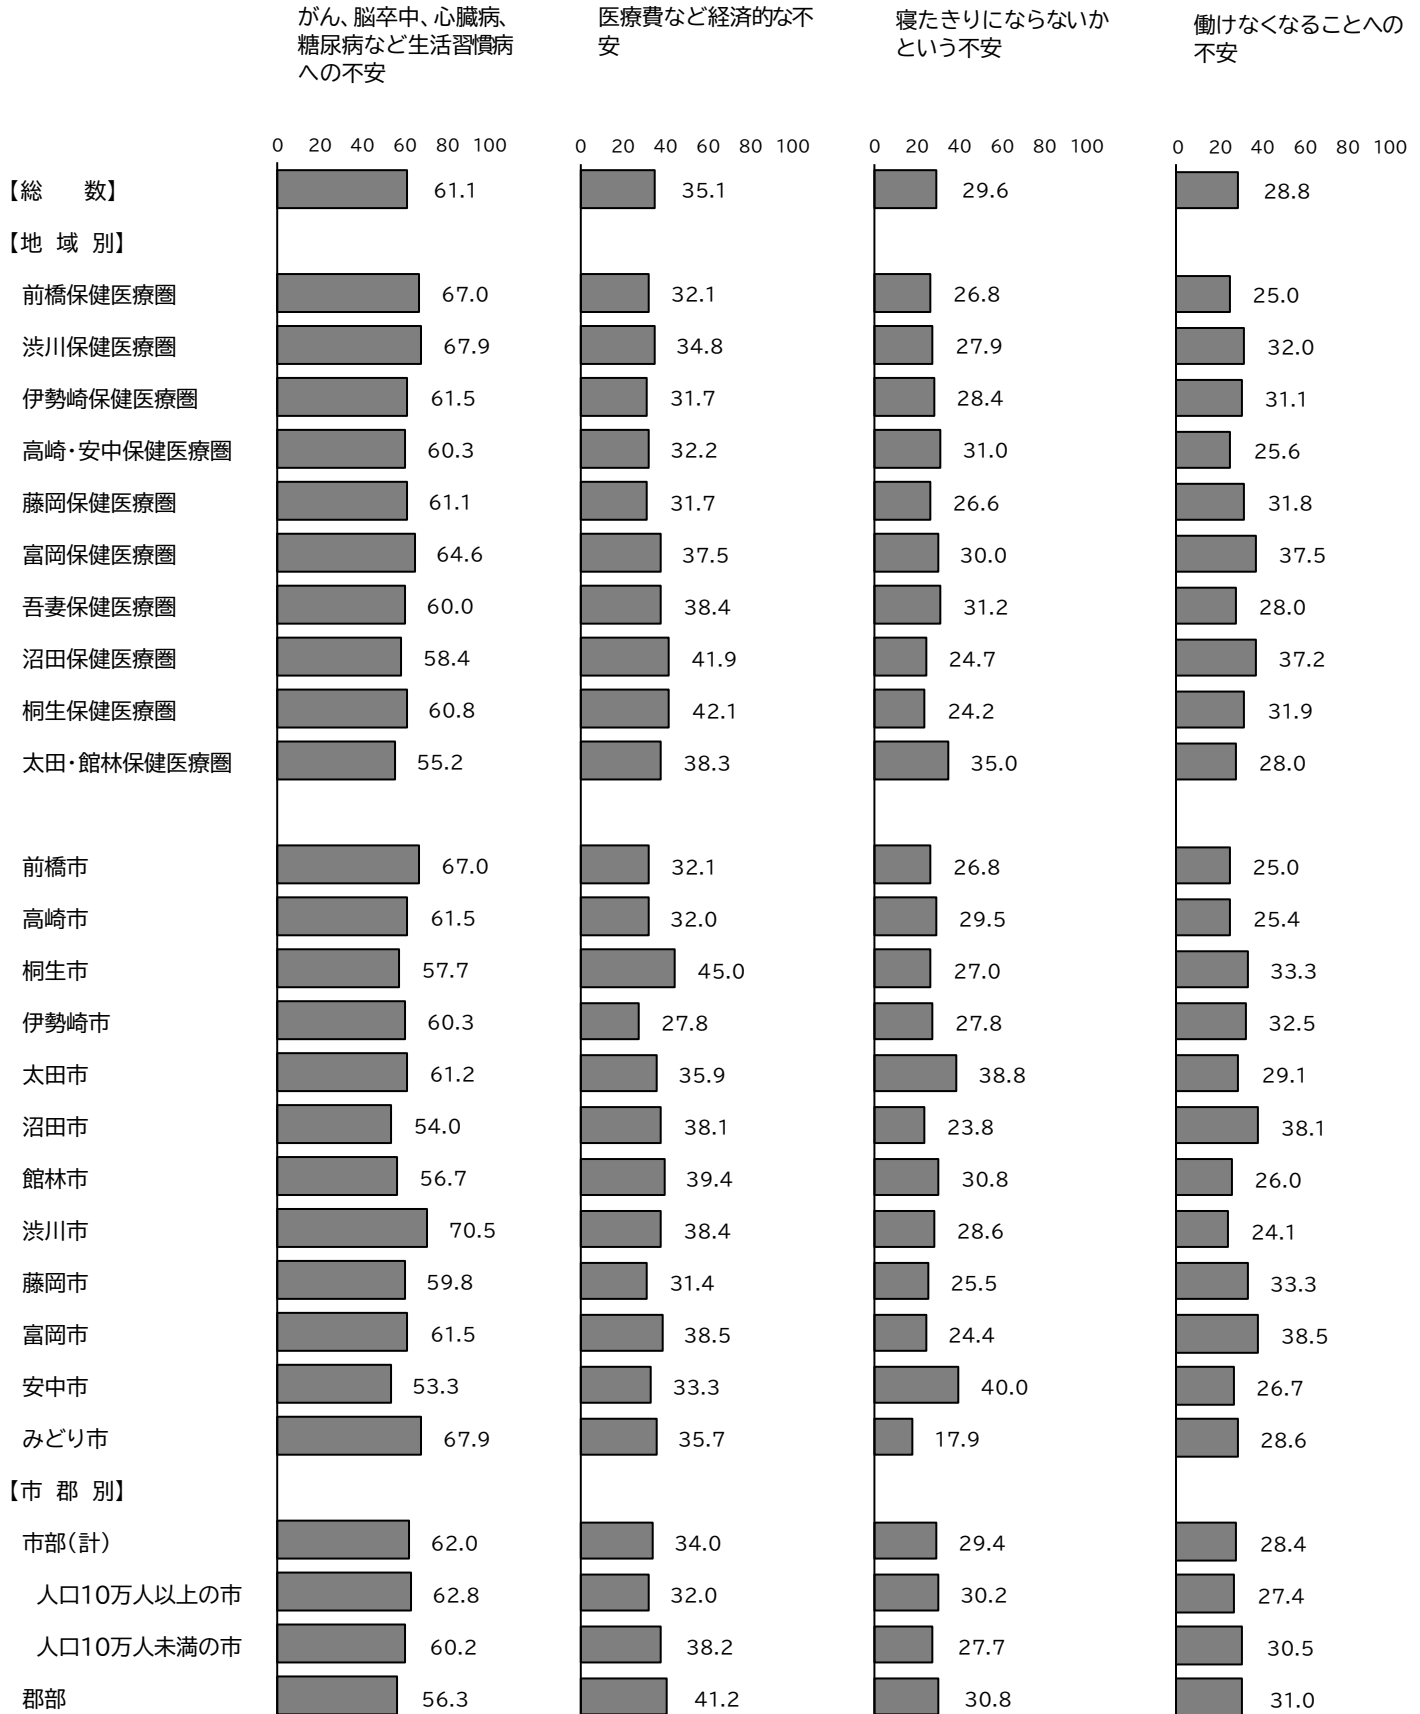 がん、脳卒中、心臓病、
糖尿病など生活習慣病
への不安
医療費など経済的な不
安
寝たきりにならないか
という不安
働けなくなることへの
不安
0 20 40 60 80 100 0 20 40 60 80 100 0 20 40 60 80 100 0 20 40 60 80 100
【総　数】 61.1 35.1 29.6 28.8
【地 域 別】
前橋保健医療圏 67.0 32.1 26.8 25.0
渋川保健医療圏 67.9 34.8 27.9 32.0
伊勢崎保健医療圏 61.5 31.7 28.4 31.1
高崎・安中保健医療圏 60.3 32.2 31.0 25.6
藤岡保健医療圏 61.1 31.7 26.6 31.8
富岡保健医療圏 64.6 37.5 30.0 37.5
吾妻保健医療圏 60.0 38.4 31.2 28.0
沼田保健医療圏 58.4 41.9 24.7 37.2
桐生保健医療圏 60.8 42.1 24.2 31.9
太田・館林保健医療圏 55.2 38.3 35.0 28.0
前橋市 67.0 32.1 26.8 25.0
高崎市 61.5 32.0 29.5 25.4
桐生市 57.7 45.0 27.0 33.3
伊勢崎市 60.3 27.8 27.8 32.5
太田市 61.2 35.9 38.8 29.1
沼田市 54.0 38.1 23.8 38.1
館林市 56.7 39.4 30.8 26.0
渋川市 70.5 38.4 28.6 24.1
藤岡市 59.8 31.4 25.5 33.3
富岡市 61.5 38.5 24.4 38.5
安中市 53.3 33.3 40.0 26.7
みどり市 67.9 35.7 17.9 28.6
【市 郡 別】
市部（計） 62.0 34.0 29.4 28.4
人口10万人以上の市 62.8 32.0 30.2 27.4
人口10万人未満の市 60.2 38.2 27.7 30.5
郡部 56.3 41.2 30.8 31.0